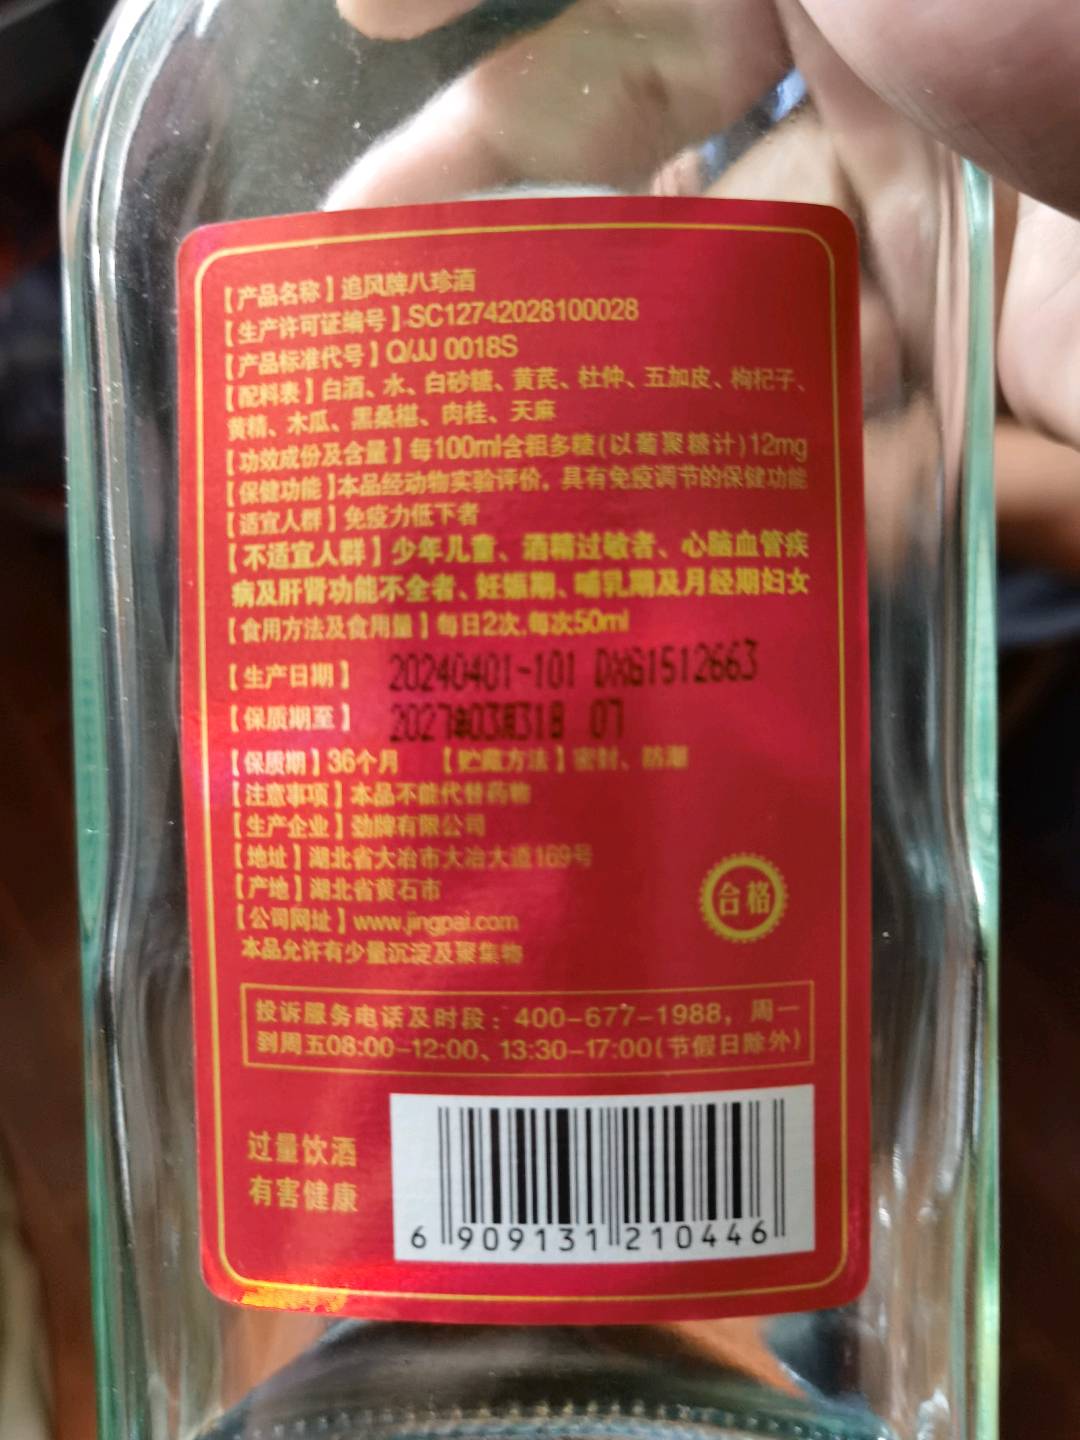 【产品名称】追风牌八珍酒
【生产许可证编号】SC12742028100028
【产品标准代号】Q/JJ 0018S
【配料表】白酒、水、白砂糖、黄芪、杜仲、五加皮、枸杞子、
黄精、木瓜、黑桑椹、肉桂、天麻
【功效成份及含量】每100ml含粗多糖(以葡聚糖计)12mg
【保健功能】本品经动物实验评价，具有免疫调节的保健功能
【适宜人群】免疫力低下者
【不适宜人群】少年儿童、酒精过敏者、心脑血管疾
病及肝肾功能不全者、妊娠期、哺乳期及月经期妇女
【食用方法及食用量】每日2次,每次50ml
【生产日期】 20240401-101 DXG1512663
【保质期至】 2027年03月31日 07
【保质期】36个月 【贮藏方法】密封、防潮
【注意事项】本品不能代替药物
【生产企业】劲牌有限公司
【地址】湖北省大冶市大冶大道169号
【产地】湖北省黄石市
【公司网址】www.jingpai.com
本品允许有少量沉淀及聚集物
合格
投诉服务电话及时段：400-677-1988，周一
到周五08:00-12:00、13:30-17:00(节假日除外)
过量饮酒
有害健康
6 909131 210446